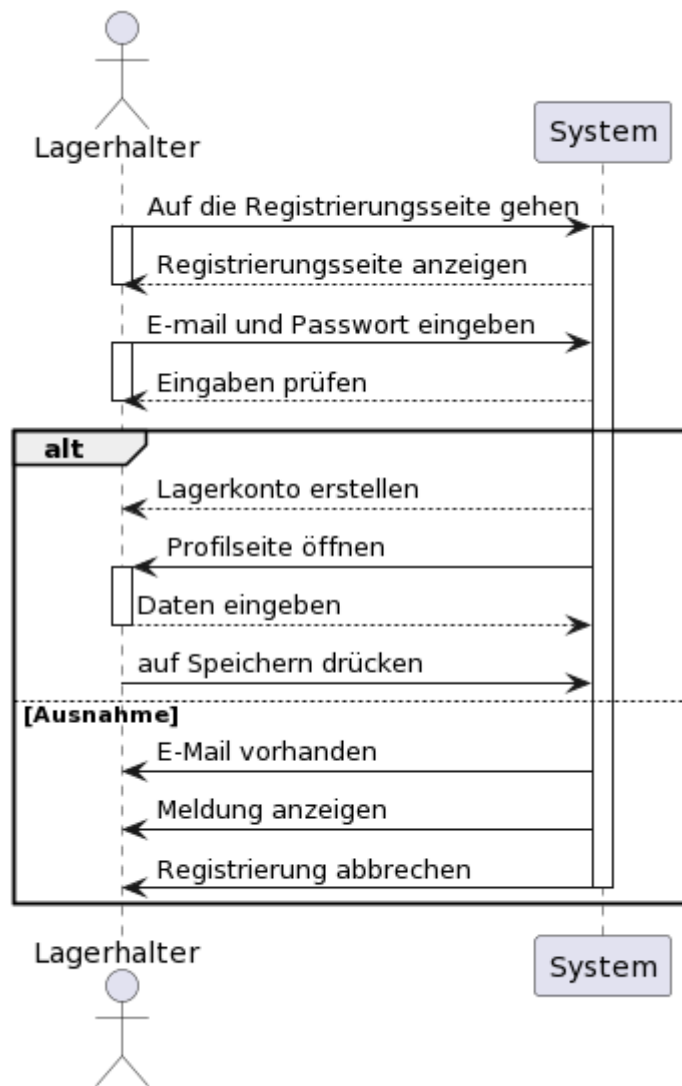 Lagerhalter
System
Auf die Registrierungsseite gehen
Registrierungsseite anzeigen
E-mail und Passwort eingeben
Eingaben prüfen
alt
Lagerkonto erstellen
Profilseite öffnen
Daten eingeben
auf Speichern drücken
[Ausnahme]
E-Mail vorhanden
Meldung anzeigen
Registrierung abbrechen
Lagerhalter
System